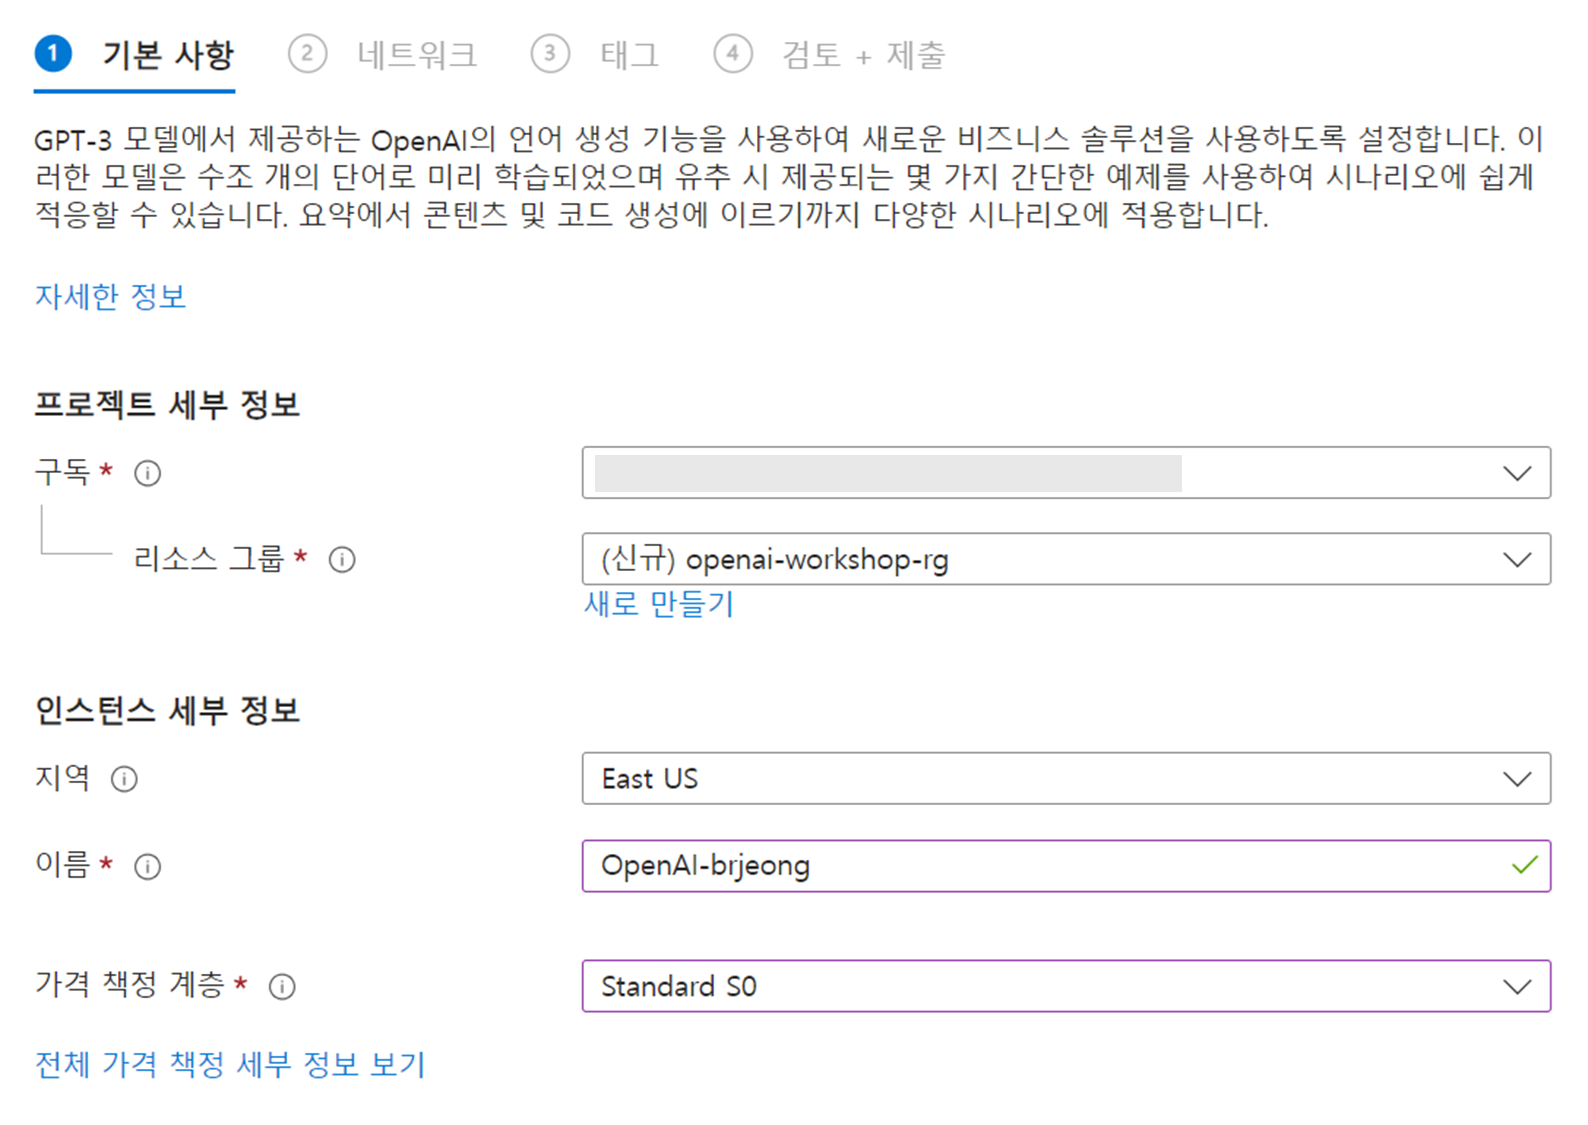 1 기본 사항 2 네트워크 3 태그 4 검토 + 제출
GPT-3 모델에서 제공하는 OpenAI의 언어 생성 기능을 사용하여 새로운 비즈니스 솔루션을 사용하도록 설정합니다. 이
러한 모델은 수조 개의 단어로 미리 학습되었으며 유추 시 제공되는 몇 가지 간단한 예제를 사용하여 시나리오에 쉽게
적응할 수 있습니다. 요약에서 콘텐츠 및 코드 생성에 이르기까지 다양한 시나리오에 적용합니다.
자세한 정보
프로젝트 세부 정보
구독 *
리소스 그룹 * (신규) openai-workshop-rg
새로 만들기
인스턴스 세부 정보
지역 East US
이름 * OpenAI-brjeong
가격 책정 계층 * Standard S0
전체 가격 책정 세부 정보 보기